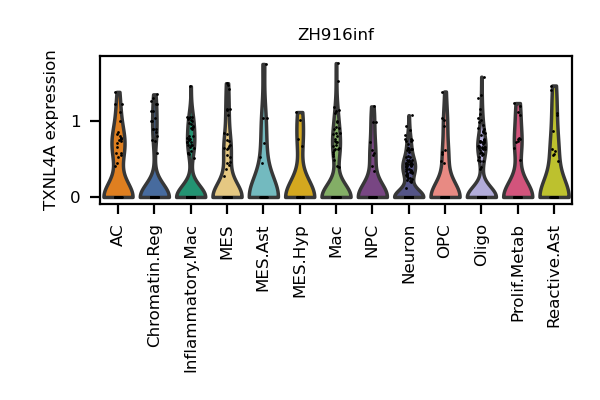 ZH916inf
TXNL4A expression
1
0
AC
Chromatin.Reg
Inflammatory.Mac
MES
MES.Ast
MES.Hyp
Mac
NPC
Neuron
OPC
Oligo
Prolif.Metab
Reactive.Ast